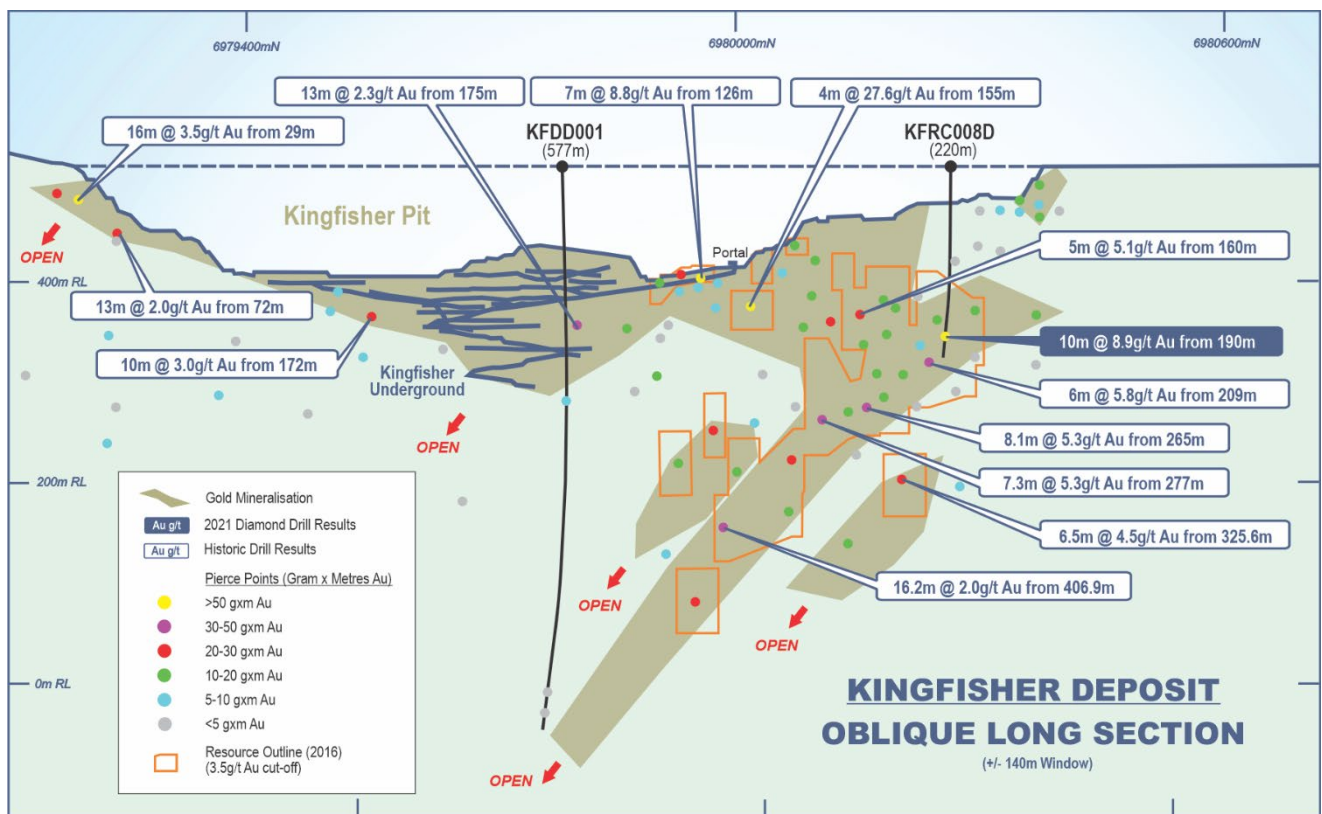 6979400mN
6980000mN
6980600mN
13m @ 2.3g/t Au from 175m
7m @ 8.8g/t Au from 126m
4m @ 27.6g/t Au from 155m
16m @ 3.5g/t Au from 29m
KFDD001
(577m)
KFRC008D
(220m)
Kingfisher Pit
OPEN
Portal
5m @ 5.1g/t Au from 160m
400m RL
13m @ 2.0g/t Au from 72m
10m @ 8.9g/t Au from 190m
10m @ 3.0g/t Au from 172m
Kingfisher
Underground
6m @ 5.8g/t Au from 209m
OPEN
8.1m @ 5.3g/t Au from 265m
200m RL
7.3m @ 5.3g/t Au from 277m
6.5m @ 4.5g/t Au from 325.6m
16.2m @ 2.0g/t Au from 406.9m
OPEN
OPEN
0m RL
OPEN
Gold Mineralisation
Au g/t 2021 Diamond Drill Results
Au g/t Historic Drill Results
Pierce Points (Gram x Metres Au)
>50 gxm Au
30-50 gxm Au
20-30 gxm Au
10-20 gxm Au
5-10 gxm Au
<5 gxm Au
Resource Outline (2016)
(3.5g/t Au cut-off)
KINGFISHER DEPOSIT
OBLIQUE LONG SECTION
(+/- 140m Window)